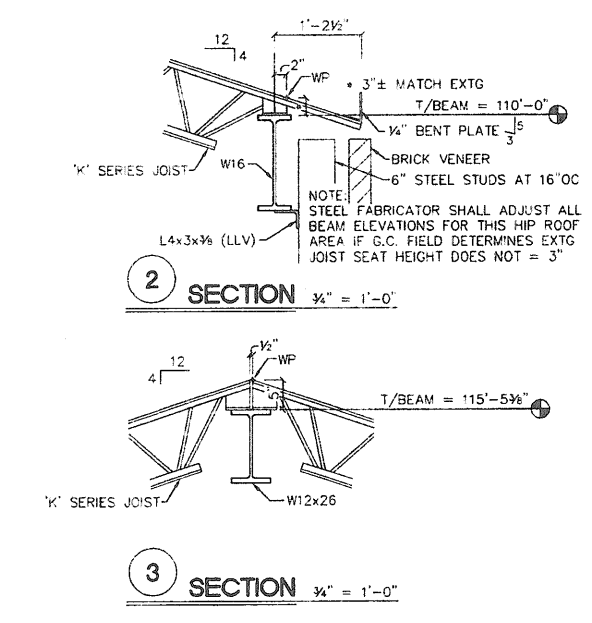 1'-2½"
12
4
2"
WP
* 3"± MATCH EXTG
*
T/BEAM = 110'-0"
¼" BENT PLATE
5
3
BRICK VENEER
'K' SERIES JOIST
W16
6" STEEL STUDS AT 16"OC
NOTE:
STEEL FABRICATOR SHALL ADJUST ALL
BEAM ELEVATIONS FOR THIS HIP ROOF
AREA IF G.C. FIELD DETERMINES EXTG
JOIST SEAT HEIGHT DOES NOT = 3"
L4x3x⅜ (LLV)
2
SECTION ¾" = 1'-0"
½"
WP
12
4
5"
T/BEAM = 115'-5⅜"
'K' SERIES JOIST
W12x26
3
SECTION ¾" = 1'-0"